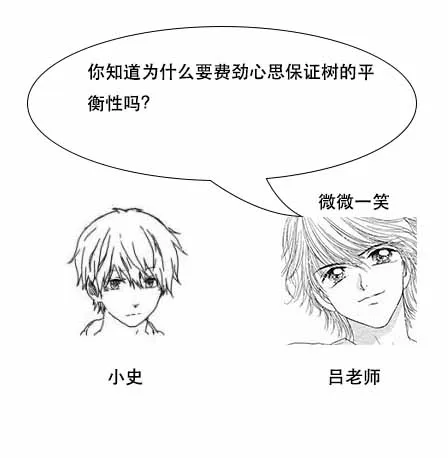 你知道为什么要费劲心思保证树的平
衡性吗?
微微一笑
小史
吕老师